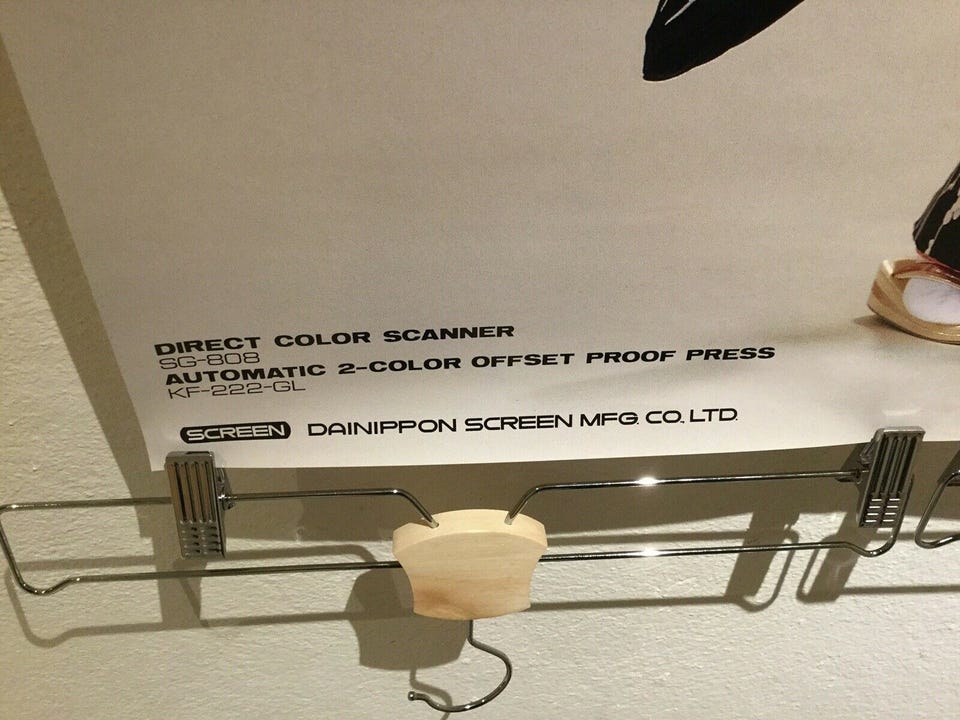 DIRECT COLOR SCANNER
SG-808
AUTOMATIC 2-COLOR OFFSET PROOF PRESS
KF-222-GL
SCREEN DAINIPPON SCREEN MFG. CO., LTD.